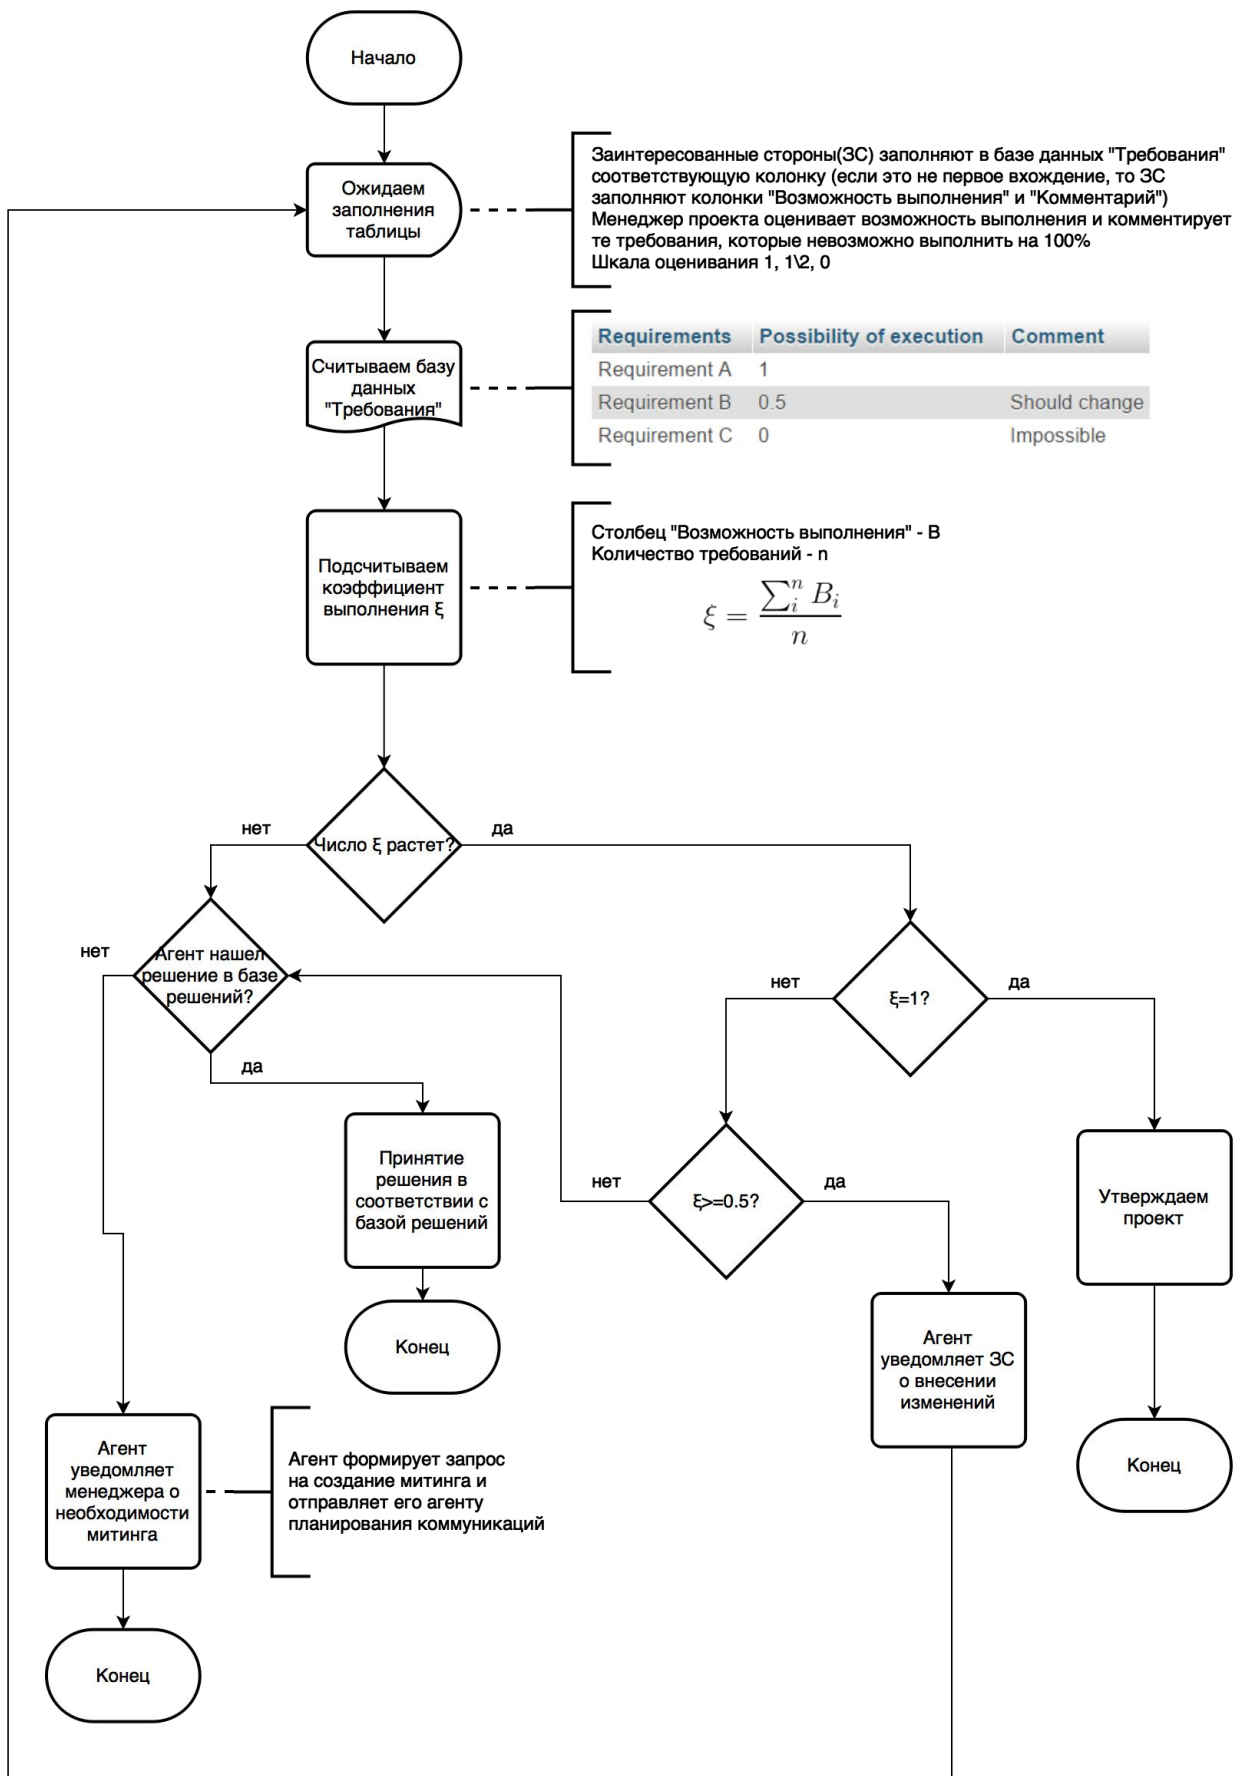 Начало
Ожидаем
заполнения
таблицы
Заинтересованные стороны(ЗС) заполняют в базе данных "Требования"
соответствующую колонку (если это не первое вхождение, то ЗС
заполняют колонки "Возможность выполнения" и "Комментарий")
Менеджер проекта оценивает возможность выполнения и комментирует
те требования, которые невозможно выполнить на 100%
Шкала оценивания 1, 1\2, 0
Считываем базу
данных
"Требования"
Requirements Possibility of execution Comment
Requirement A 1
Requirement B 0.5 Should change
Requirement C 0 Impossible
Подсчитываем
коэффициент
выполнения ξ
Столбец "Возможность выполнения" - B
Количество требований - n
ξ = ∑ᵢⁿ Bᵢ / n
Число ξ растет?
нет
да
Агент нашел
решение в базе
решений?
нет
да
ξ=1?
нет
да
Принятие
решения в
соответствии с
базой решений
Конец
ξ>=0.5?
нет
да
Утверждаем
проект
Агент
уведомляет ЗС
о внесении
изменений
Конец
Агент
уведомляет
менеджера о
необходимости
митинга
Агент формирует запрос
на создание митинга и
отправляет его агенту
планирования коммуникаций
Конец